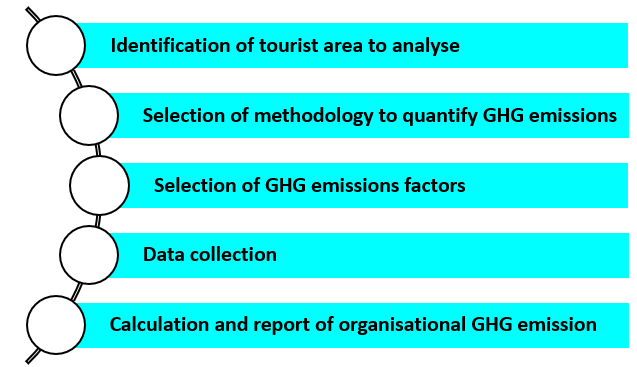 Identification of tourist area to analyse
Selection of methodology to quantify GHG emissions
Selection of GHG emissions factors
Data collection
Calculation and report of organisational GHG emission